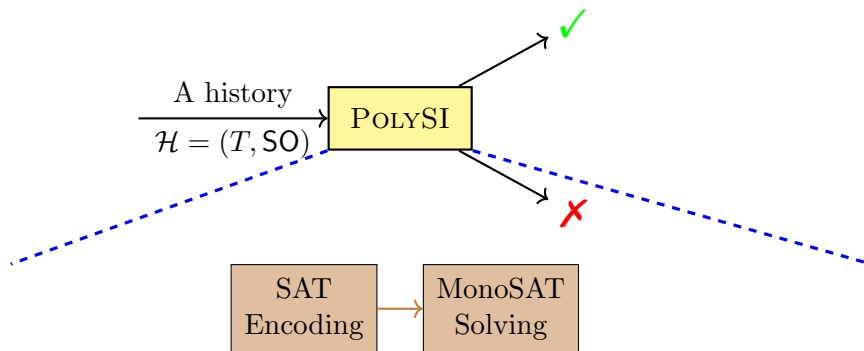 A history
ℋ = (T, SO)
POLYSI
✓
✗
SAT
Encoding
MonoSAT
Solving